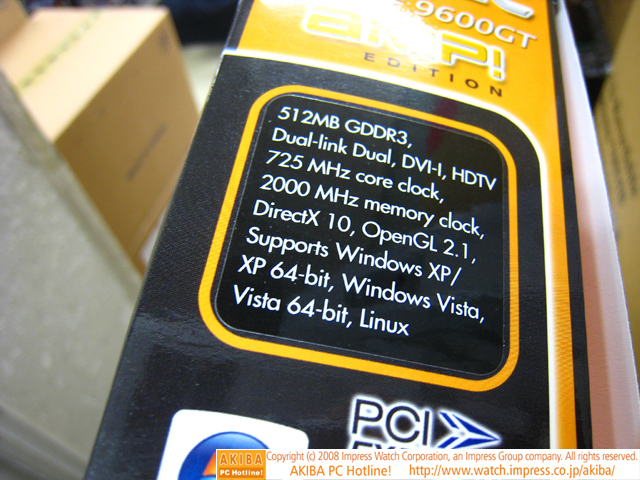 9600GT
amp!
EDITION
512MB GDDR3,
Dual-link Dual, DVI-I, HDTV
725 MHz core clock,
2000 MHz memory clock,
DirectX 10, OpenGL 2.1,
Supports Windows XP/
XP 64-bit, Windows Vista,
Vista 64-bit, Linux
PCI
AKIBA
PC Hotline!
Copyright (c) 2008 Impress Watch Corporation, an Impress Group company. All rights reserved.
AKIBA PC Hotline! http://www.watch.impress.co.jp/akiba/